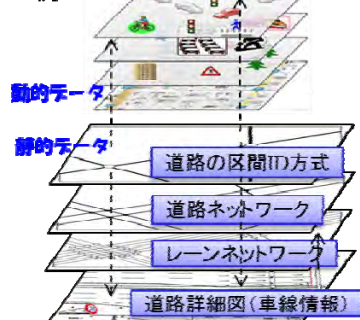 動的データ
静的データ
道路の区間ID方式
道路ネットワーク
レーンネットワーク
道路詳細図(車線情報)